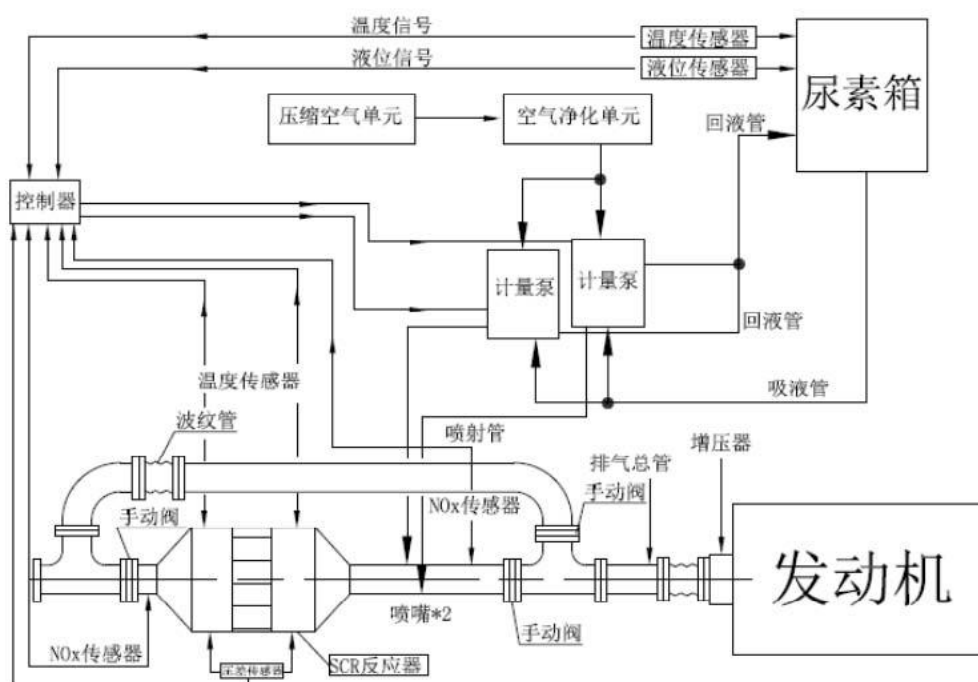 温度信号
温度传感器
液位信号
液位传感器
尿素箱
压缩空气单元
空气净化单元
回液管
控制器
计量泵
计量泵
回液管
温度传感器
吸液管
波纹管
喷射管
增压器
排气总管
手动阀
NOx传感器
手动阀
发动机
喷嘴*2
手动阀
NOx传感器
压差传感器
SCR反应器